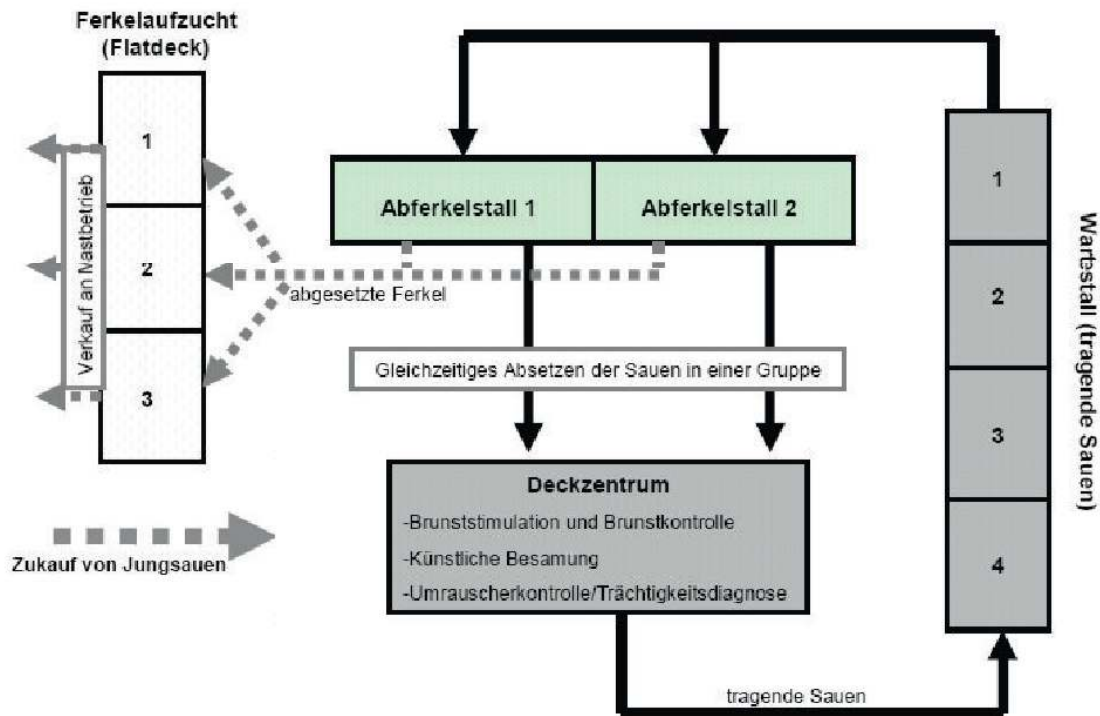 Ferkelaufzucht
(Flatdeck)
1
2
3
Verkauf an Mastbetrieb
abgesetzte Ferkel
Abferkelstall 1
Abferkelstall 2
Gleichzeitiges Absetzen der Sauen in einer Gruppe
Deckzentrum
-Brunststimulation und Brunstkontrolle
-Künstliche Besamung
-Umrauscherkontrolle/Trächtigkeitsdiagnose
Zukauf von Jungsauen
tragende Sauen
1
2
3
4
Wartestall (tragende Sauen)